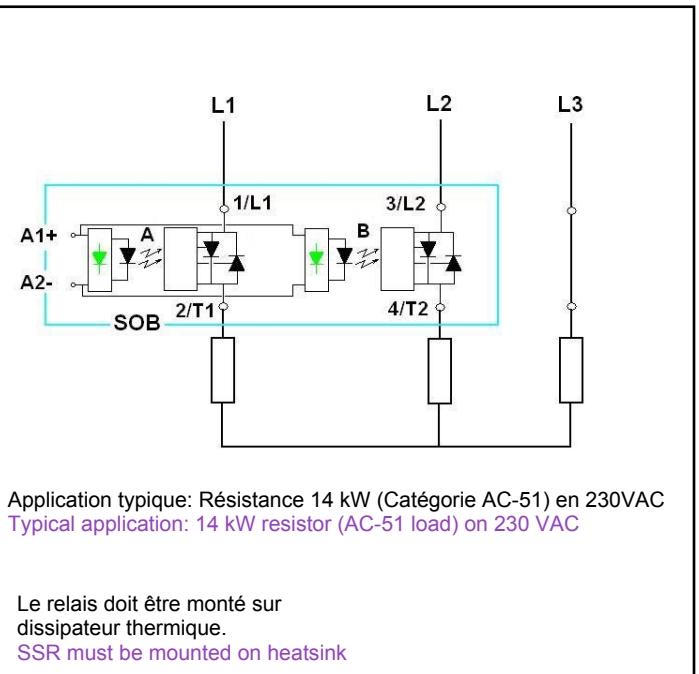 L1
L2
L3
1/L1
3/L2
A1+
A
B
A2-
2/T1
4/T2
SOB
Application typique: Résistance 14 kW (Catégorie AC-51) en 230VAC
Typical application: 14 kW resistor (AC-51 load) on 230 VAC
Le relais doit être monté sur
dissipateur thermique.
SSR must be mounted on heatsink